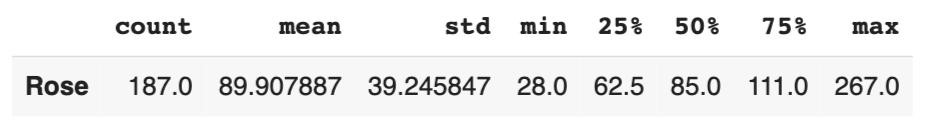 count mean std min 25% 50% 75% max
Rose 187.0 89.907887 39.245847 28.0 62.5 85.0 111.0 267.0